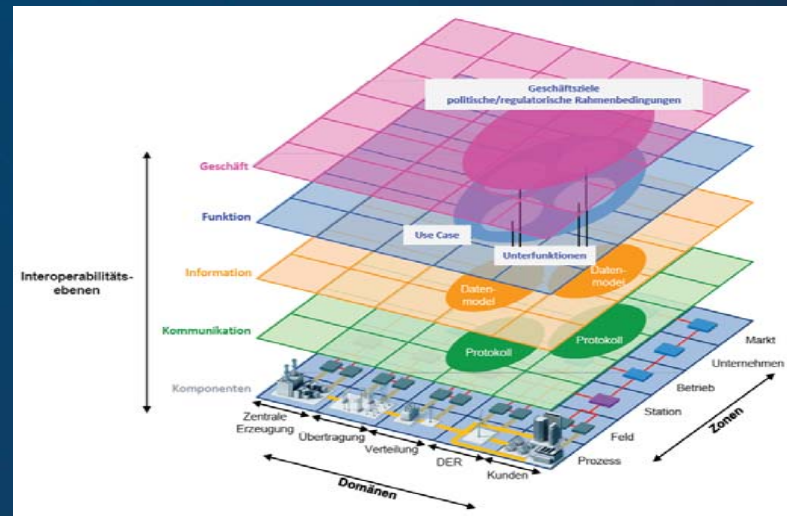 Geschäftsziele
politische/regulatorische Rahmenbedingungen
Geschäft
Funktion
Use Case
Unterfunktionen
Interoperabilitäts-
ebenen
Information
Daten-
model
Daten-
model
Kommunikation
Protokoll
Protokoll
Komponenten
Markt
Unternehmen
Betrieb
Station
Feld
Prozess
Zonen
Zentrale
Erzeugung
Übertragung
Verteilung
DER
Kunden
Domänen